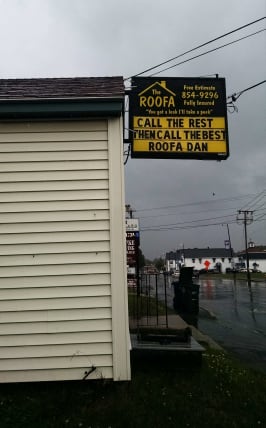 The
ROOFA
Free Estimate
854-9296
Fully Insured
"You got a leak I'll take a peek"
CALL THE REST
THEN CALL THE BEST
ROOFA DAN